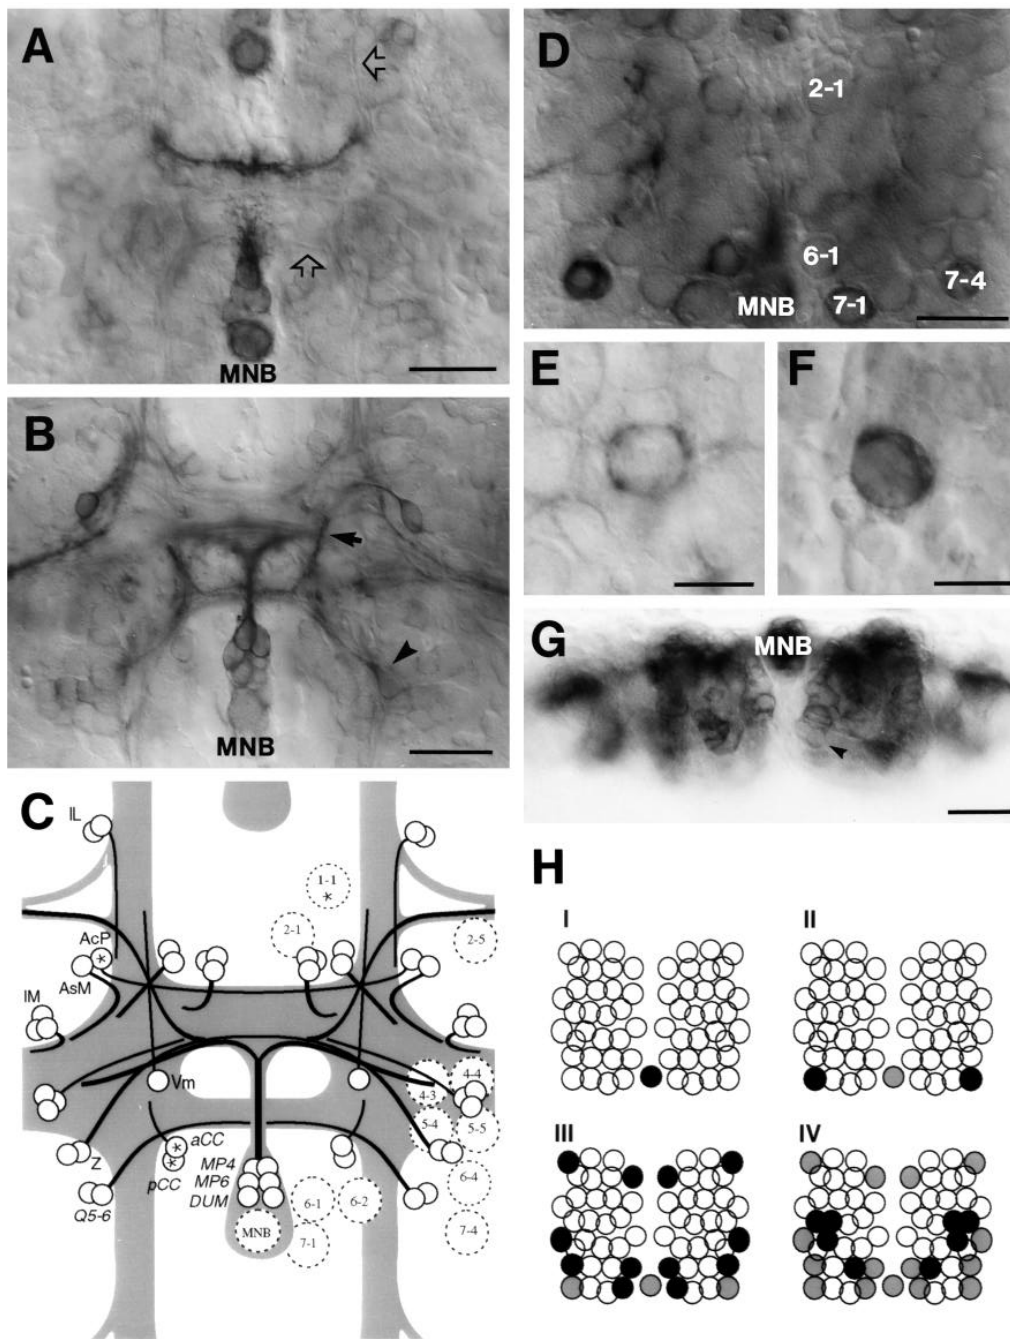 A
MNB
B
MNB
C
IL
1-1
*
2-1
2-5
AcP
*
AsM
IM
Vm
4-4
4-3
5-4
5-5
Z
aCC
*
*
pCC
MP4
MP6
DUM
Q5-6
6-4
6-1
6-2
MNB
7-1
7-4
D
2-1
6-1
7-4
MNB
7-1
E
F
G
MNB
H
I
II
III
IV